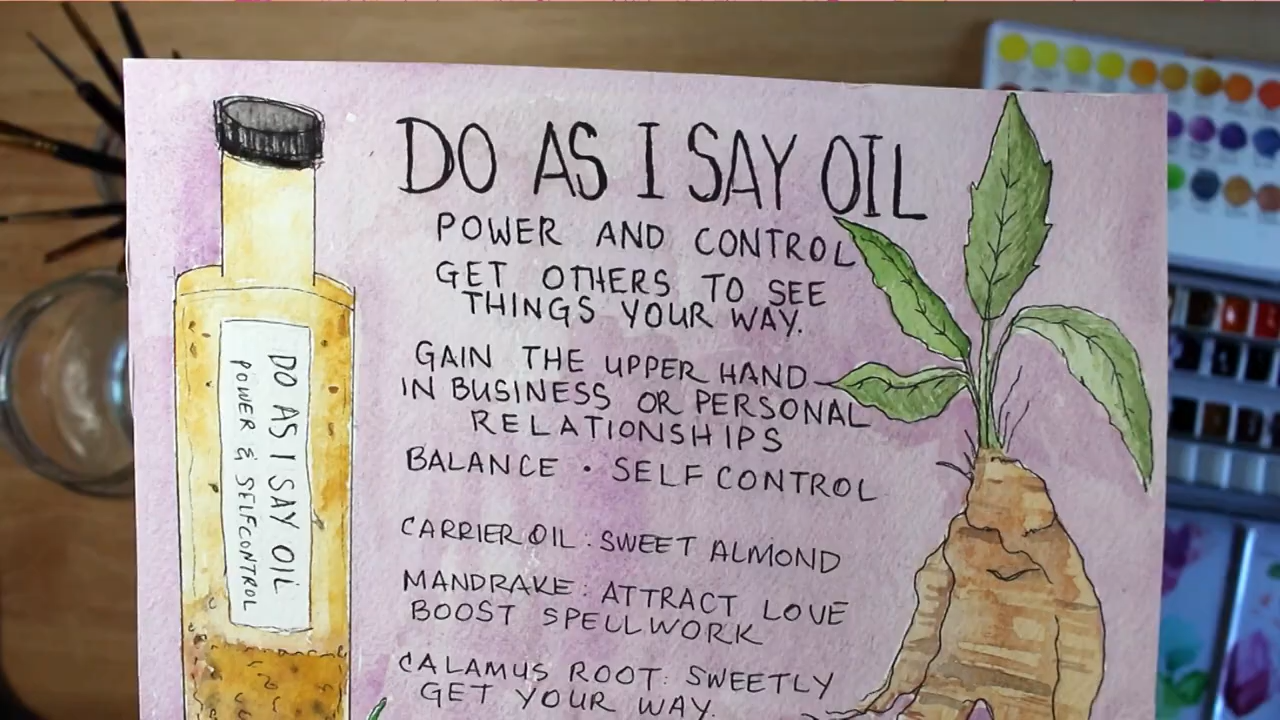 DO AS I SAY OIL
POWER AND CONTROL
GET OTHERS TO SEE
THINGS YOUR WAY.
GAIN THE UPPER HAND
IN BUSINESS OR PERSONAL
RELATIONSHIPS
BALANCE · SELF CONTROL
CARRIER OIL: SWEET ALMOND
MANDRAKE: ATTRACT LOVE
BOOST SPELLWORK
CALAMUS ROOT: SWEETLY
GET YOUR WAY.
DO AS I SAY OIL
POWER & SELFCONTROL